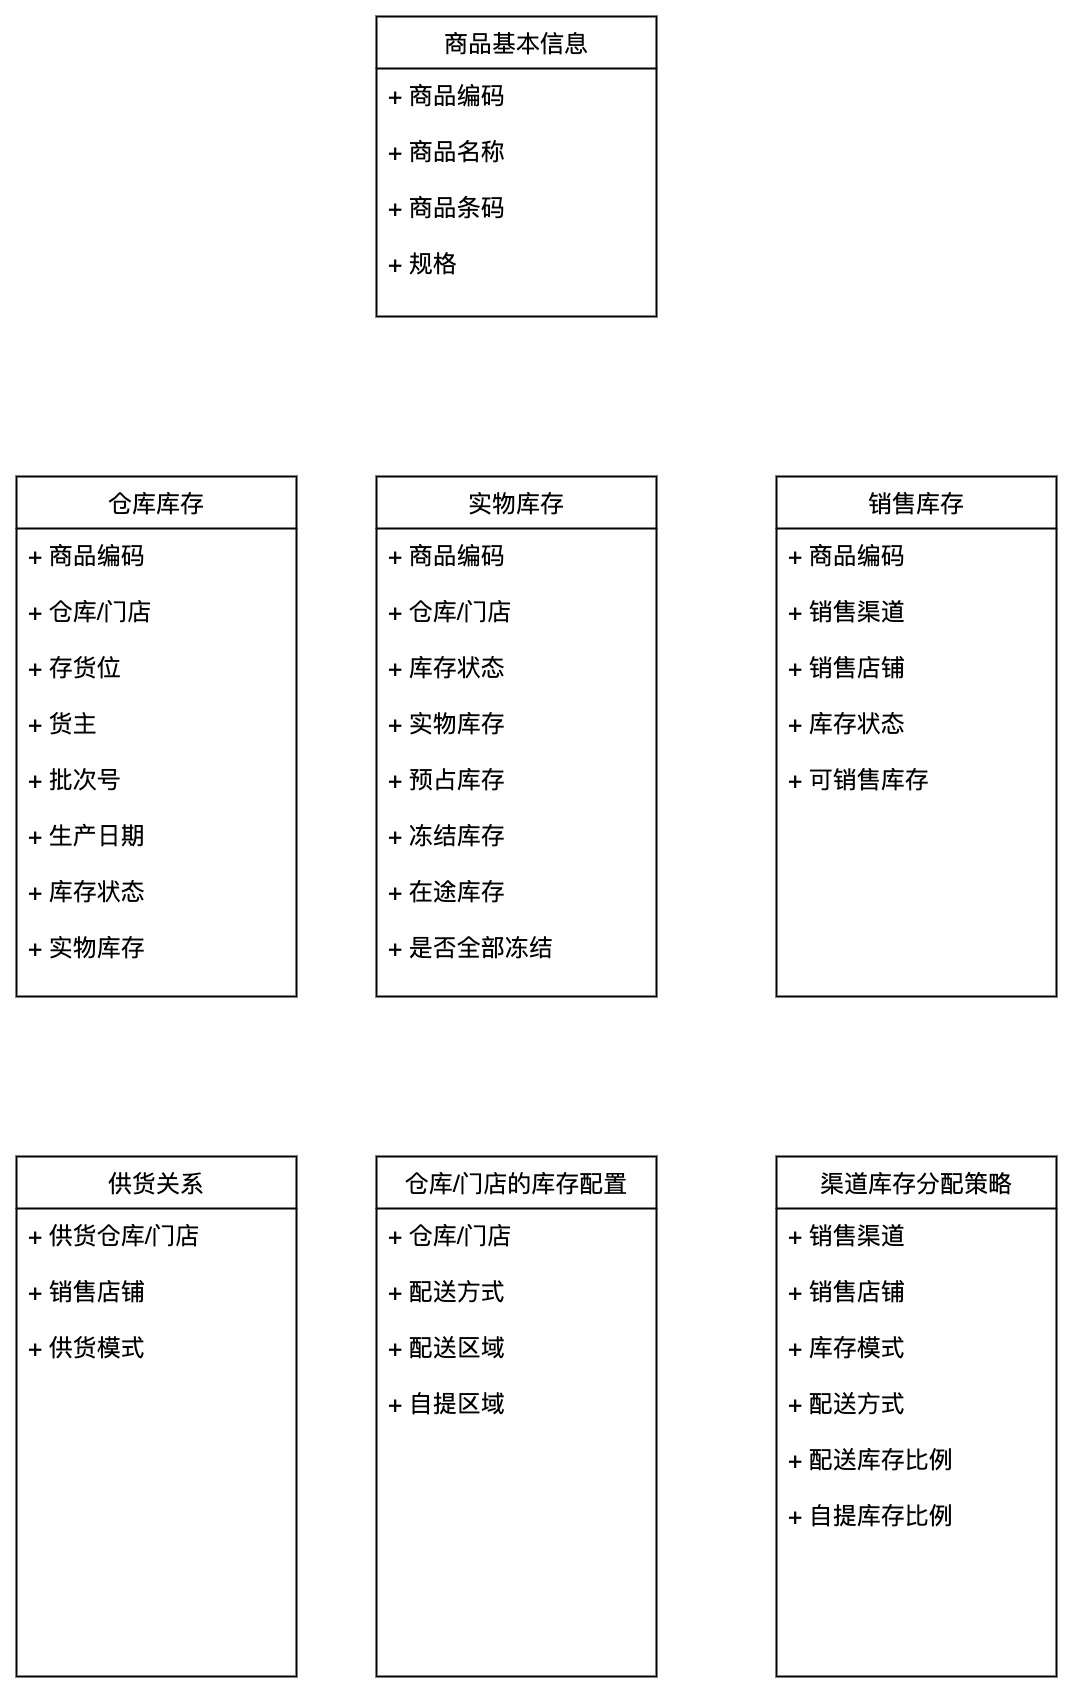 商品基本信息
+ 商品编码
+ 商品名称
+ 商品条码
+ 规格
仓库库存
+ 商品编码
+ 仓库/门店
+ 存货位
+ 货主
+ 批次号
+ 生产日期
+ 库存状态
+ 实物库存
实物库存
+ 商品编码
+ 仓库/门店
+ 库存状态
+ 实物库存
+ 预占库存
+ 冻结库存
+ 在途库存
+ 是否全部冻结
销售库存
+ 商品编码
+ 销售渠道
+ 销售店铺
+ 库存状态
+ 可销售库存
供货关系
+ 供货仓库/门店
+ 销售店铺
+ 供货模式
仓库/门店的库存配置
+ 仓库/门店
+ 配送方式
+ 配送区域
+ 自提区域
渠道库存分配策略
+ 销售渠道
+ 销售店铺
+ 库存模式
+ 配送方式
+ 配送库存比例
+ 自提库存比例